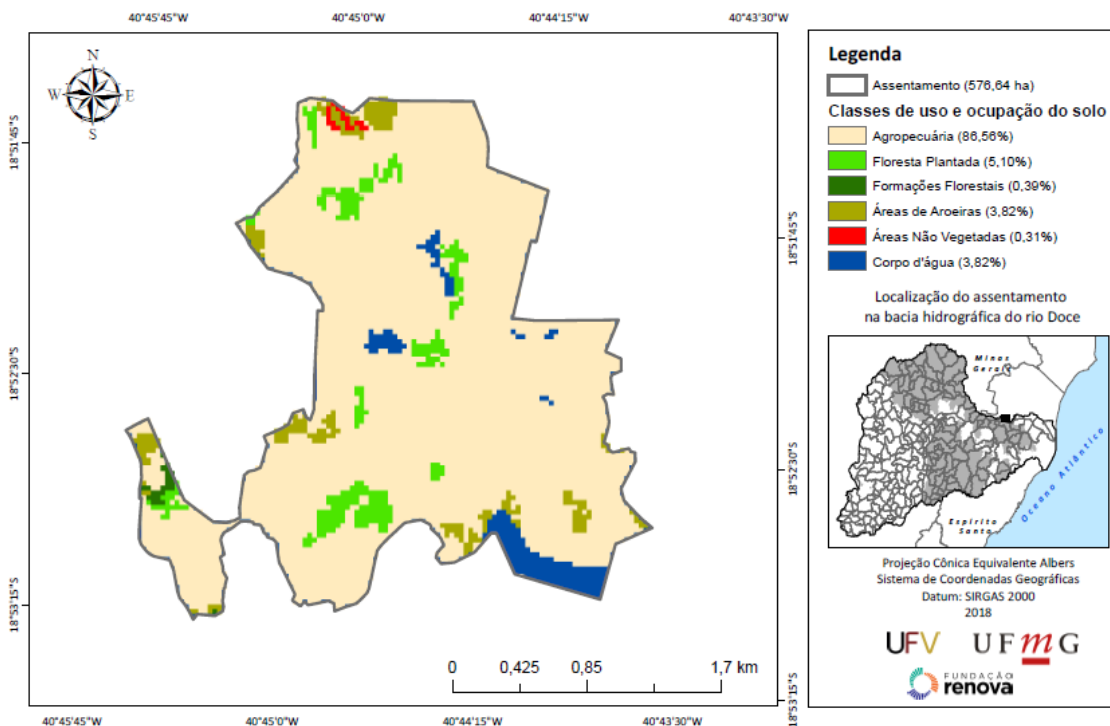 40°45'45"W 40°45'0"W 40°44'15"W 40°43'30"W
N
W E
S
18°51'45"S
18°52'30"S
18°53'15"S
18°51'45"S
18°52'30"S
18°53'15"S
0 0,425 0,85 1,7 km
40°45'45"W 40°45'0"W 40°44'15"W 40°43'30"W
Legenda
Assentamento (576,64 ha)
Classes de uso e ocupação do solo
Agropecuária (86,56%)
Floresta Plantada (5,10%)
Formações Florestais (0,39%)
Áreas de Aroeiras (3,82%)
Áreas Não Vegetadas (0,31%)
Corpo d'água (3,82%)
Localização do assentamento
na bacia hidrográfica do rio Doce
Minas
Gerais
Oceano Atlântico
Espírito
Santo
Projeção Cônica Equivalente Albers
Sistema de Coordenadas Geográficas
Datum: SIRGAS 2000
2018
UFV UFmG
FUNDAÇÃO
renova